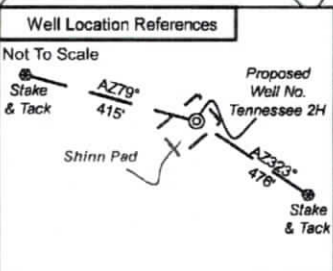 Well Location References
Not To Scale
Stake
& Tack
AZ79°
415'
Proposed
Well No.
Tennessee 2H
Shinn Pad
AZ323°
476'
Stake
& Tack